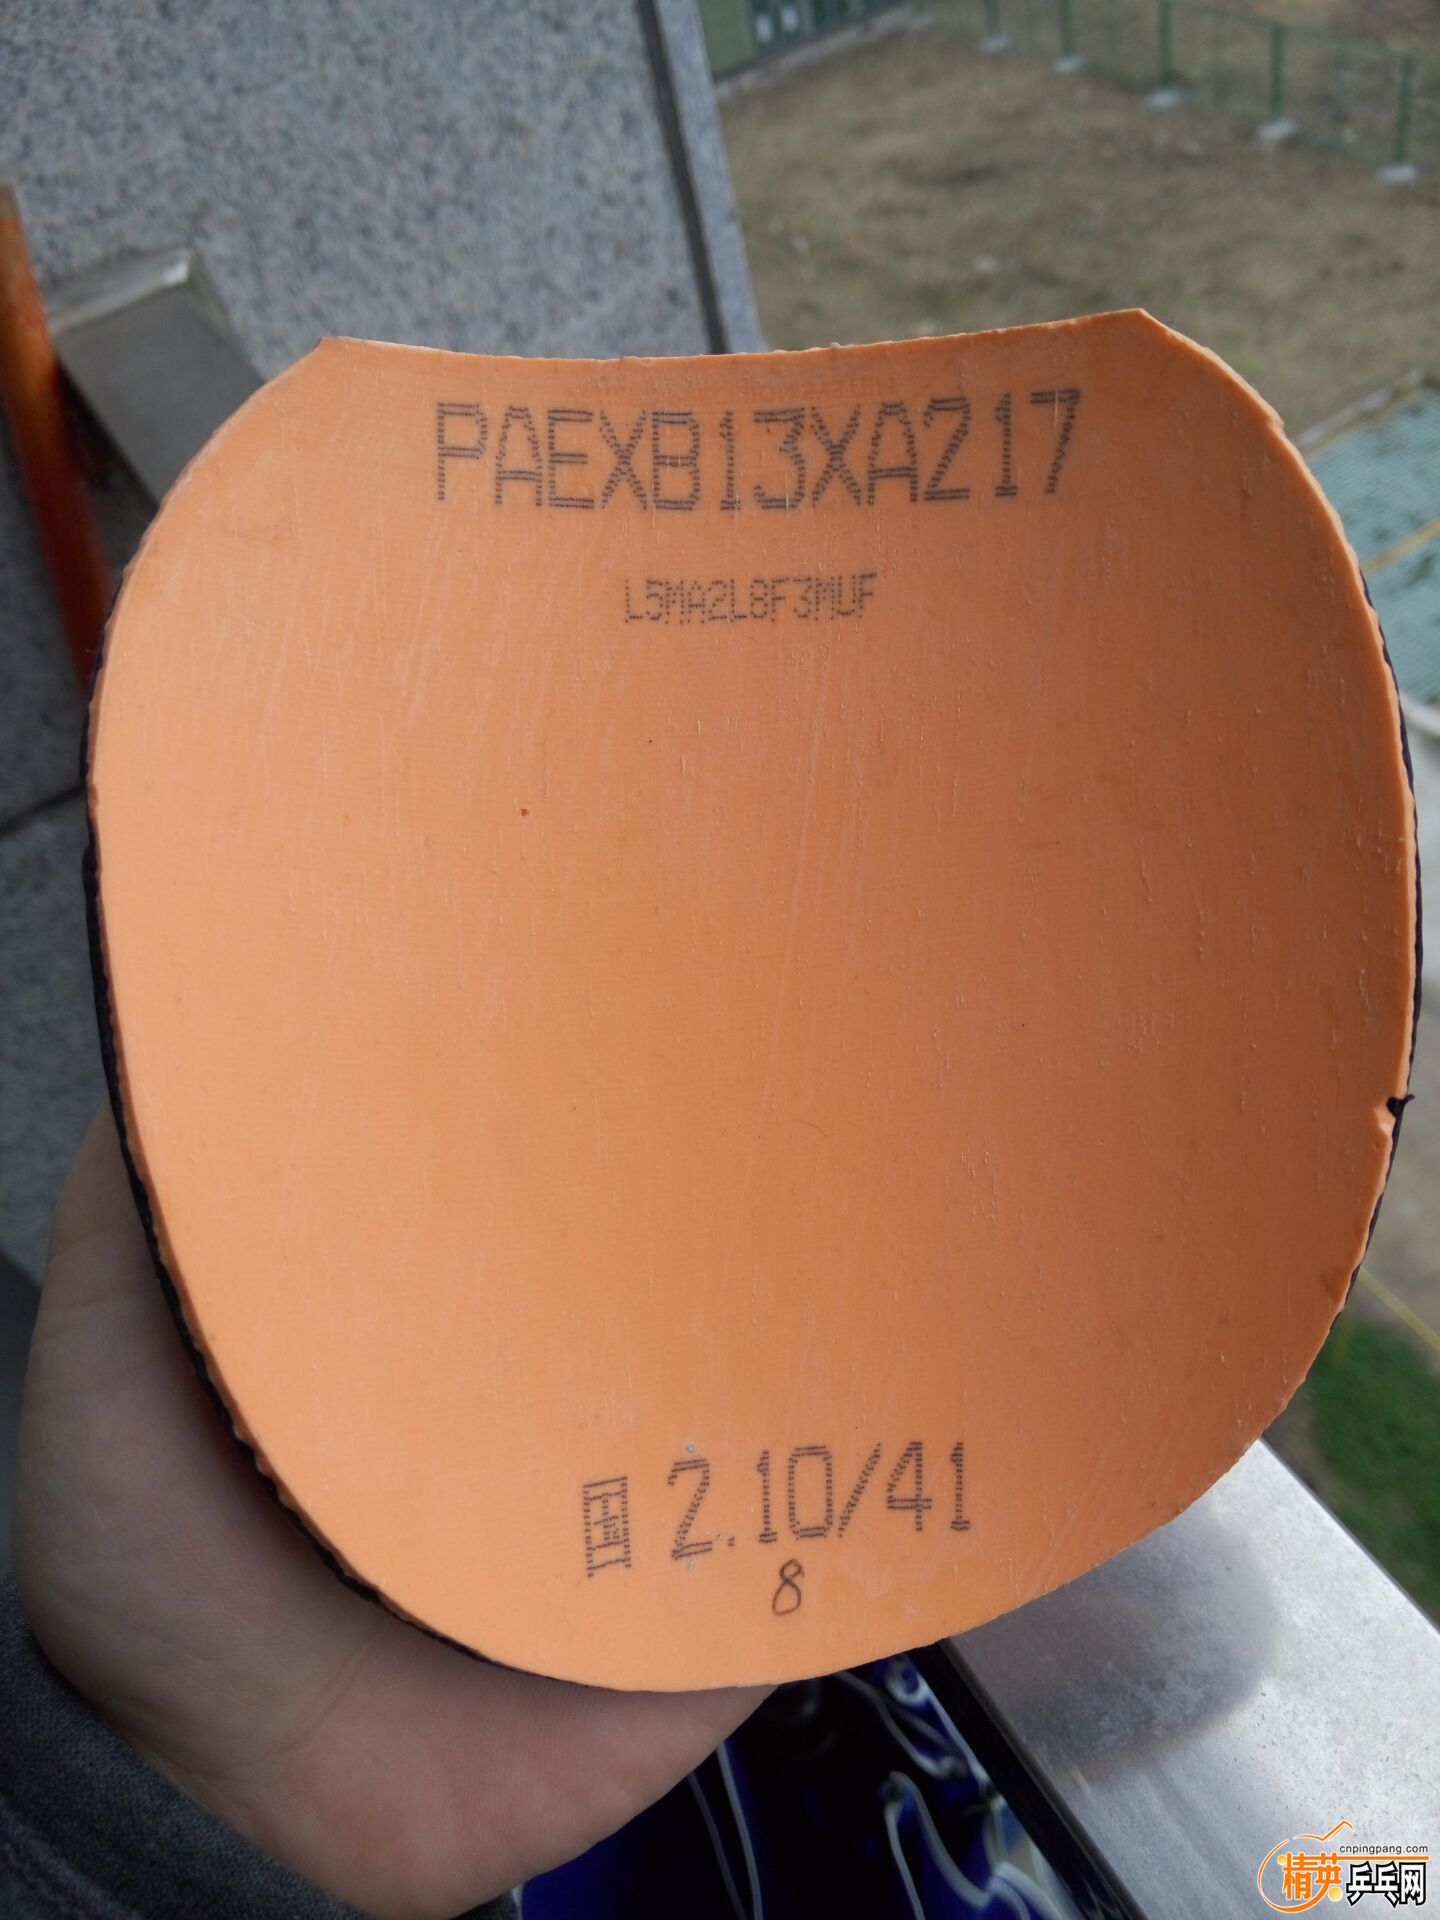 PAEXB13XA217
L5MA2L8F3MUF
国 2.10/41
8
cnpingpang.com
精英乒乓网